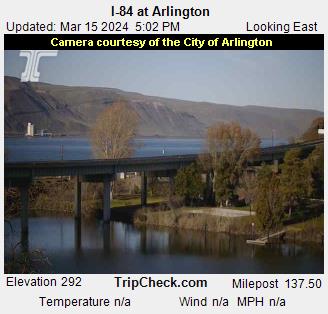 I-84 at Arlington
Updated: Mar 15 2024 5:02 PM Looking East
Camera courtesy of the City of Arlington
Elevation 292 TripCheck.com Milepost 137.50
Temperature n/a Wind n/a MPH n/a